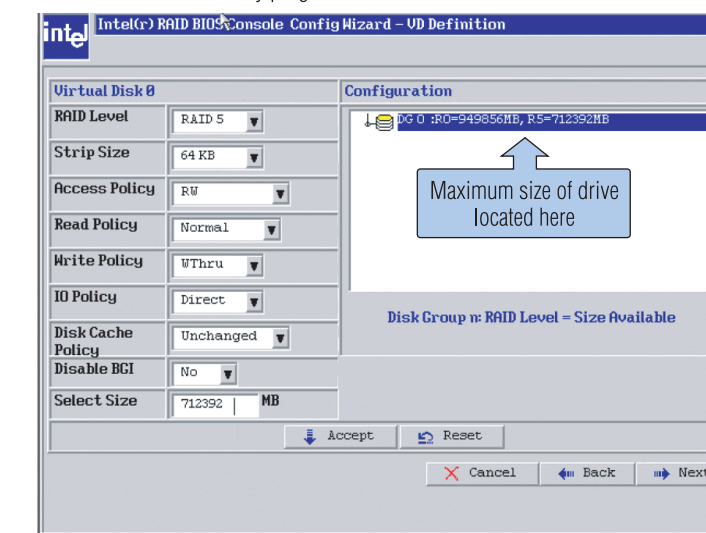 intel
Intel(r) RAID BIOS Console Config Wizard – VD Definition
Virtual Disk 0
RAID Level
RAID 5
Strip Size
64 KB
Access Policy
RW
Read Policy
Normal
Write Policy
WThru
IO Policy
Direct
Disk Cache
Policy
Unchanged
Disable BGI
No
Select Size
712392
MB
Configuration
DG 0 :R0=949856MB, R5=712392MB
Maximum size of drive
located here
Disk Group n: RAID Level = Size Available
Accept
Reset
Cancel
Back
Next